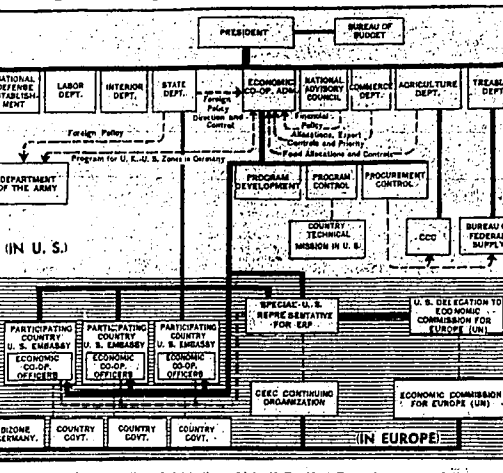 PRESIDENT
BUREAU OF
BUDGET
NATIONAL
DEFENSE
ESTABLISH-
MENT
LABOR
DEPT.
INTERIOR
DEPT.
STATE
DEPT.
Foreign
Policy
Direction and
Control
ECONOMIC
CO-OP. ADM.
NATIONAL
ADVISORY
COUNCIL
COMMERCE
DEPT.
AGRICULTURE
DEPT.
TREASU
DEPT.
Financial
Policy
Allocations, Export
Controls and Priority
Food Allocations and Controls
Foreign Policy
Program for U. K.-U. S. Zones in Germany
DEPARTMENT
OF THE ARMY
PROGRAM
DEVELOPMENT
PROGRAM
CONTROL
PROCUREMENT
CONTROL
COUNTRY
TECHNICAL
MISSION IN U. S.
CCC
BUREAU O
FEDERAL
SUPPLY
(IN U. S.)
SPECIAL U. S.
REPRESENTATIVE
FOR ERP
U. S. DELEGATION TO
ECONOMIC
COMMISSION FOR
EUROPE (UN)
PARTICIPATING
COUNTRY
U. S. EMBASSY
ECONOMIC
CO-OP.
OFFICERS
PARTICIPATING
COUNTRY
U. S. EMBASSY
ECONOMIC
CO-OP.
OFFICERS
PARTICIPATING
COUNTRY
U. S. EMBASSY
ECONOMIC
CO-OP.
OFFICERS
CEEC CONTINUING
ORGANIZATION
ECONOMIC COMMISSION
FOR EUROPE (UN)
BIZONE
GERMANY.
COUNTRY
GOVT.
COUNTRY
GOVT.
COUNTRY
GOVT.
(IN EUROPE)